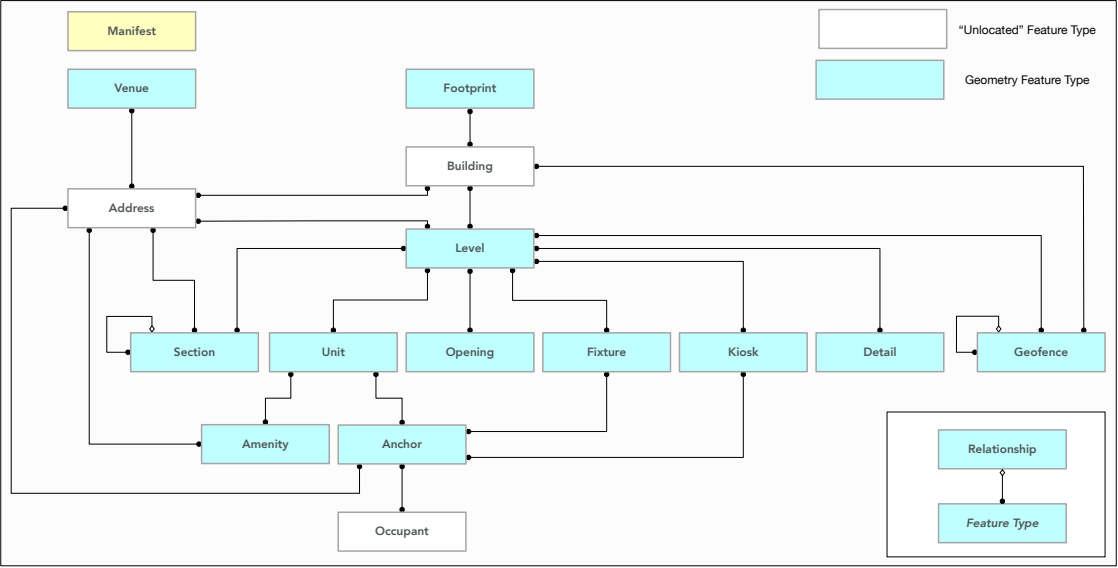 Manifest
“Unlocated” Feature Type
Venue
Footprint
Geometry Feature Type
Building
Address
Level
Section
Unit
Opening
Fixture
Kiosk
Detail
Geofence
Amenity
Anchor
Relationship
Occupant
Feature Type